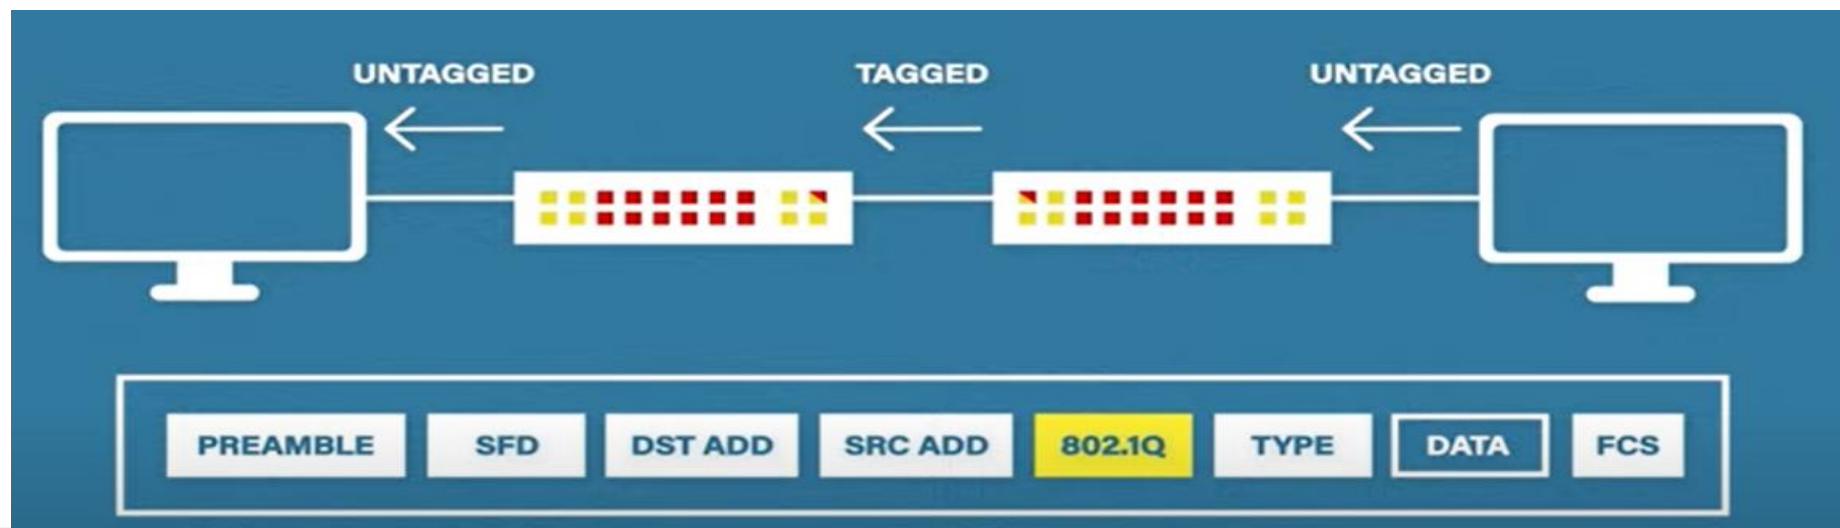 UNTAGGED TAGGED UNTAGGED
PREAMBLE SFD DST ADD SRC ADD 802.1Q TYPE DATA FCS